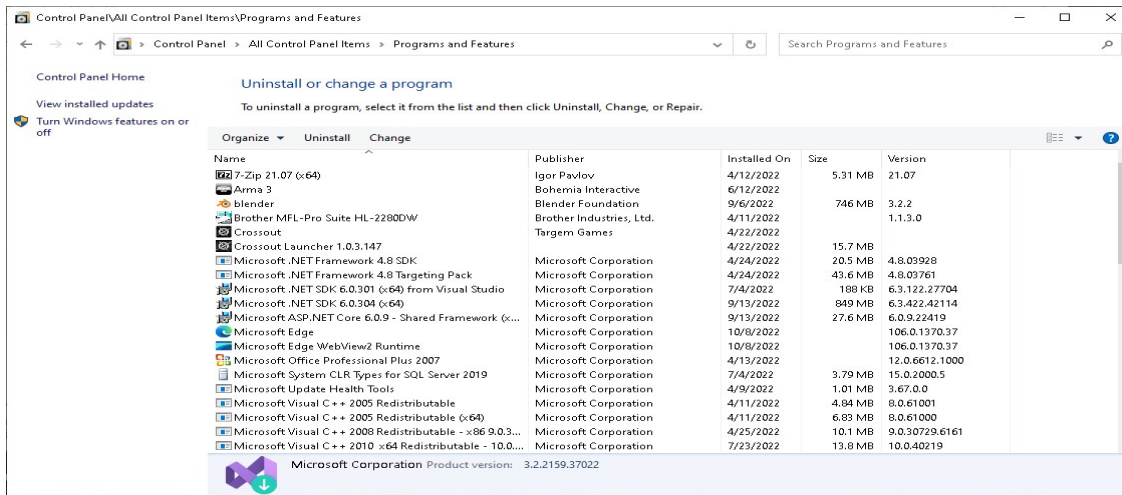 Control Panel\All Control Panel Items\Programs and Features
Control Panel > All Control Panel Items > Programs and Features
Search Programs and Features
Control Panel Home
View installed updates
Turn Windows features on or off
Uninstall or change a program
To uninstall a program, select it from the list and then click Uninstall, Change, or Repair.
Organize Uninstall Change
Name Publisher Installed On Size Version
7-Zip 21.07 (x64) Igor Pavlov 4/12/2022 5.31 MB 21.07
Arma 3 Bohemia Interactive 6/12/2022
blender Blender Foundation 9/6/2022 746 MB 3.2.2
Brother MFL-Pro Suite HL-2280DW Brother Industries, Ltd. 4/11/2022 1.1.3.0
Crossout Targem Games 4/22/2022
Crossout Launcher 1.0.3.147 4/22/2022 15.7 MB
Microsoft .NET Framework 4.8 SDK Microsoft Corporation 4/24/2022 20.5 MB 4.8.03928
Microsoft .NET Framework 4.8 Targeting Pack Microsoft Corporation 4/24/2022 43.6 MB 4.8.03761
Microsoft .NET SDK 6.0.301 (x64) from Visual Studio Microsoft Corporation 7/4/2022 188 KB 6.3.122.27704
Microsoft .NET SDK 6.0.304 (x64) Microsoft Corporation 9/13/2022 849 MB 6.3.422.42114
Microsoft ASP.NET Core 6.0.9 - Shared Framework (x... Microsoft Corporation 9/13/2022 27.6 MB 6.0.9.22419
Microsoft Edge Microsoft Corporation 10/8/2022 106.0.1370.37
Microsoft Edge WebView2 Runtime Microsoft Corporation 10/8/2022 106.0.1370.37
Microsoft Office Professional Plus 2007 Microsoft Corporation 4/13/2022 12.0.6612.1000
Microsoft System CLR Types for SQL Server 2019 Microsoft Corporation 7/4/2022 3.79 MB 15.0.2000.5
Microsoft Update Health Tools Microsoft Corporation 4/9/2022 1.01 MB 3.67.0.0
Microsoft Visual C++ 2005 Redistributable Microsoft Corporation 4/11/2022 4.84 MB 8.0.61001
Microsoft Visual C++ 2005 Redistributable (x64) Microsoft Corporation 4/11/2022 6.83 MB 8.0.61000
Microsoft Visual C++ 2008 Redistributable - x86 9.0.3... Microsoft Corporation 4/25/2022 10.1 MB 9.0.30729.6161
Microsoft Visual C++ 2010 x64 Redistributable - 10.0.... Microsoft Corporation 7/23/2022 13.8 MB 10.0.40219
Microsoft Corporation Product version: 3.2.2159.37022